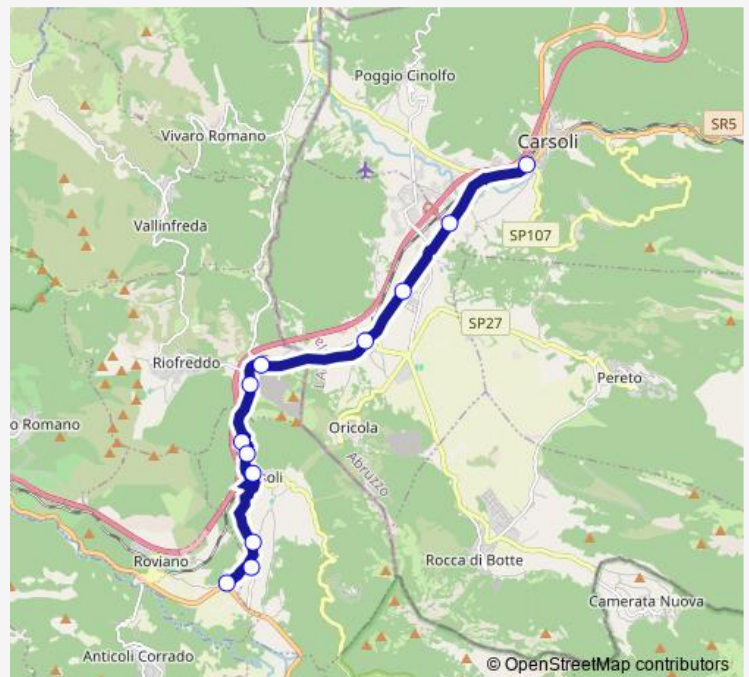 Poggio Cinolfo
SR5
Vivaro Romano
Carsoli
Vallinfreda
SP107
SP27
Riofreddo
Pereto
o Romano
Oricola
oli
Abruzzo
Roviano
Rocca di Botte
Camerata Nuova
Anticoli Corrado
© OpenStreetMap contributors